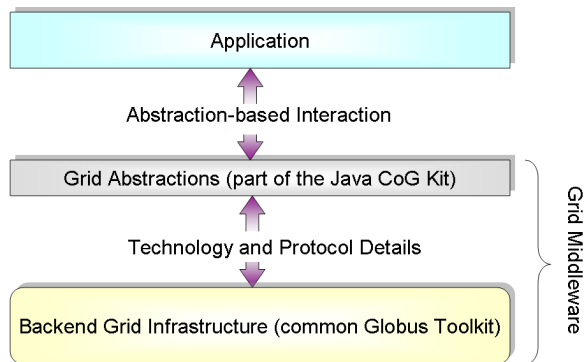 Application
Abstraction-based Interaction
Grid Abstractions (part of the Java CoG Kit)
Technology and Protocol Details
Backend Grid Infrastructure (common Globus Toolkit)
Grid Middleware